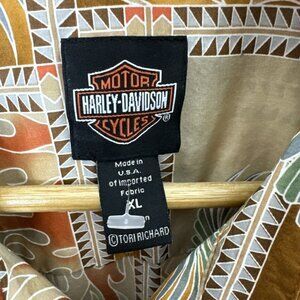 MOTOR
HARLEY-DAVIDSON
CYCLES®
Made in
U.S.A.
of imported
Fabric
XL
©TORI RICHARD